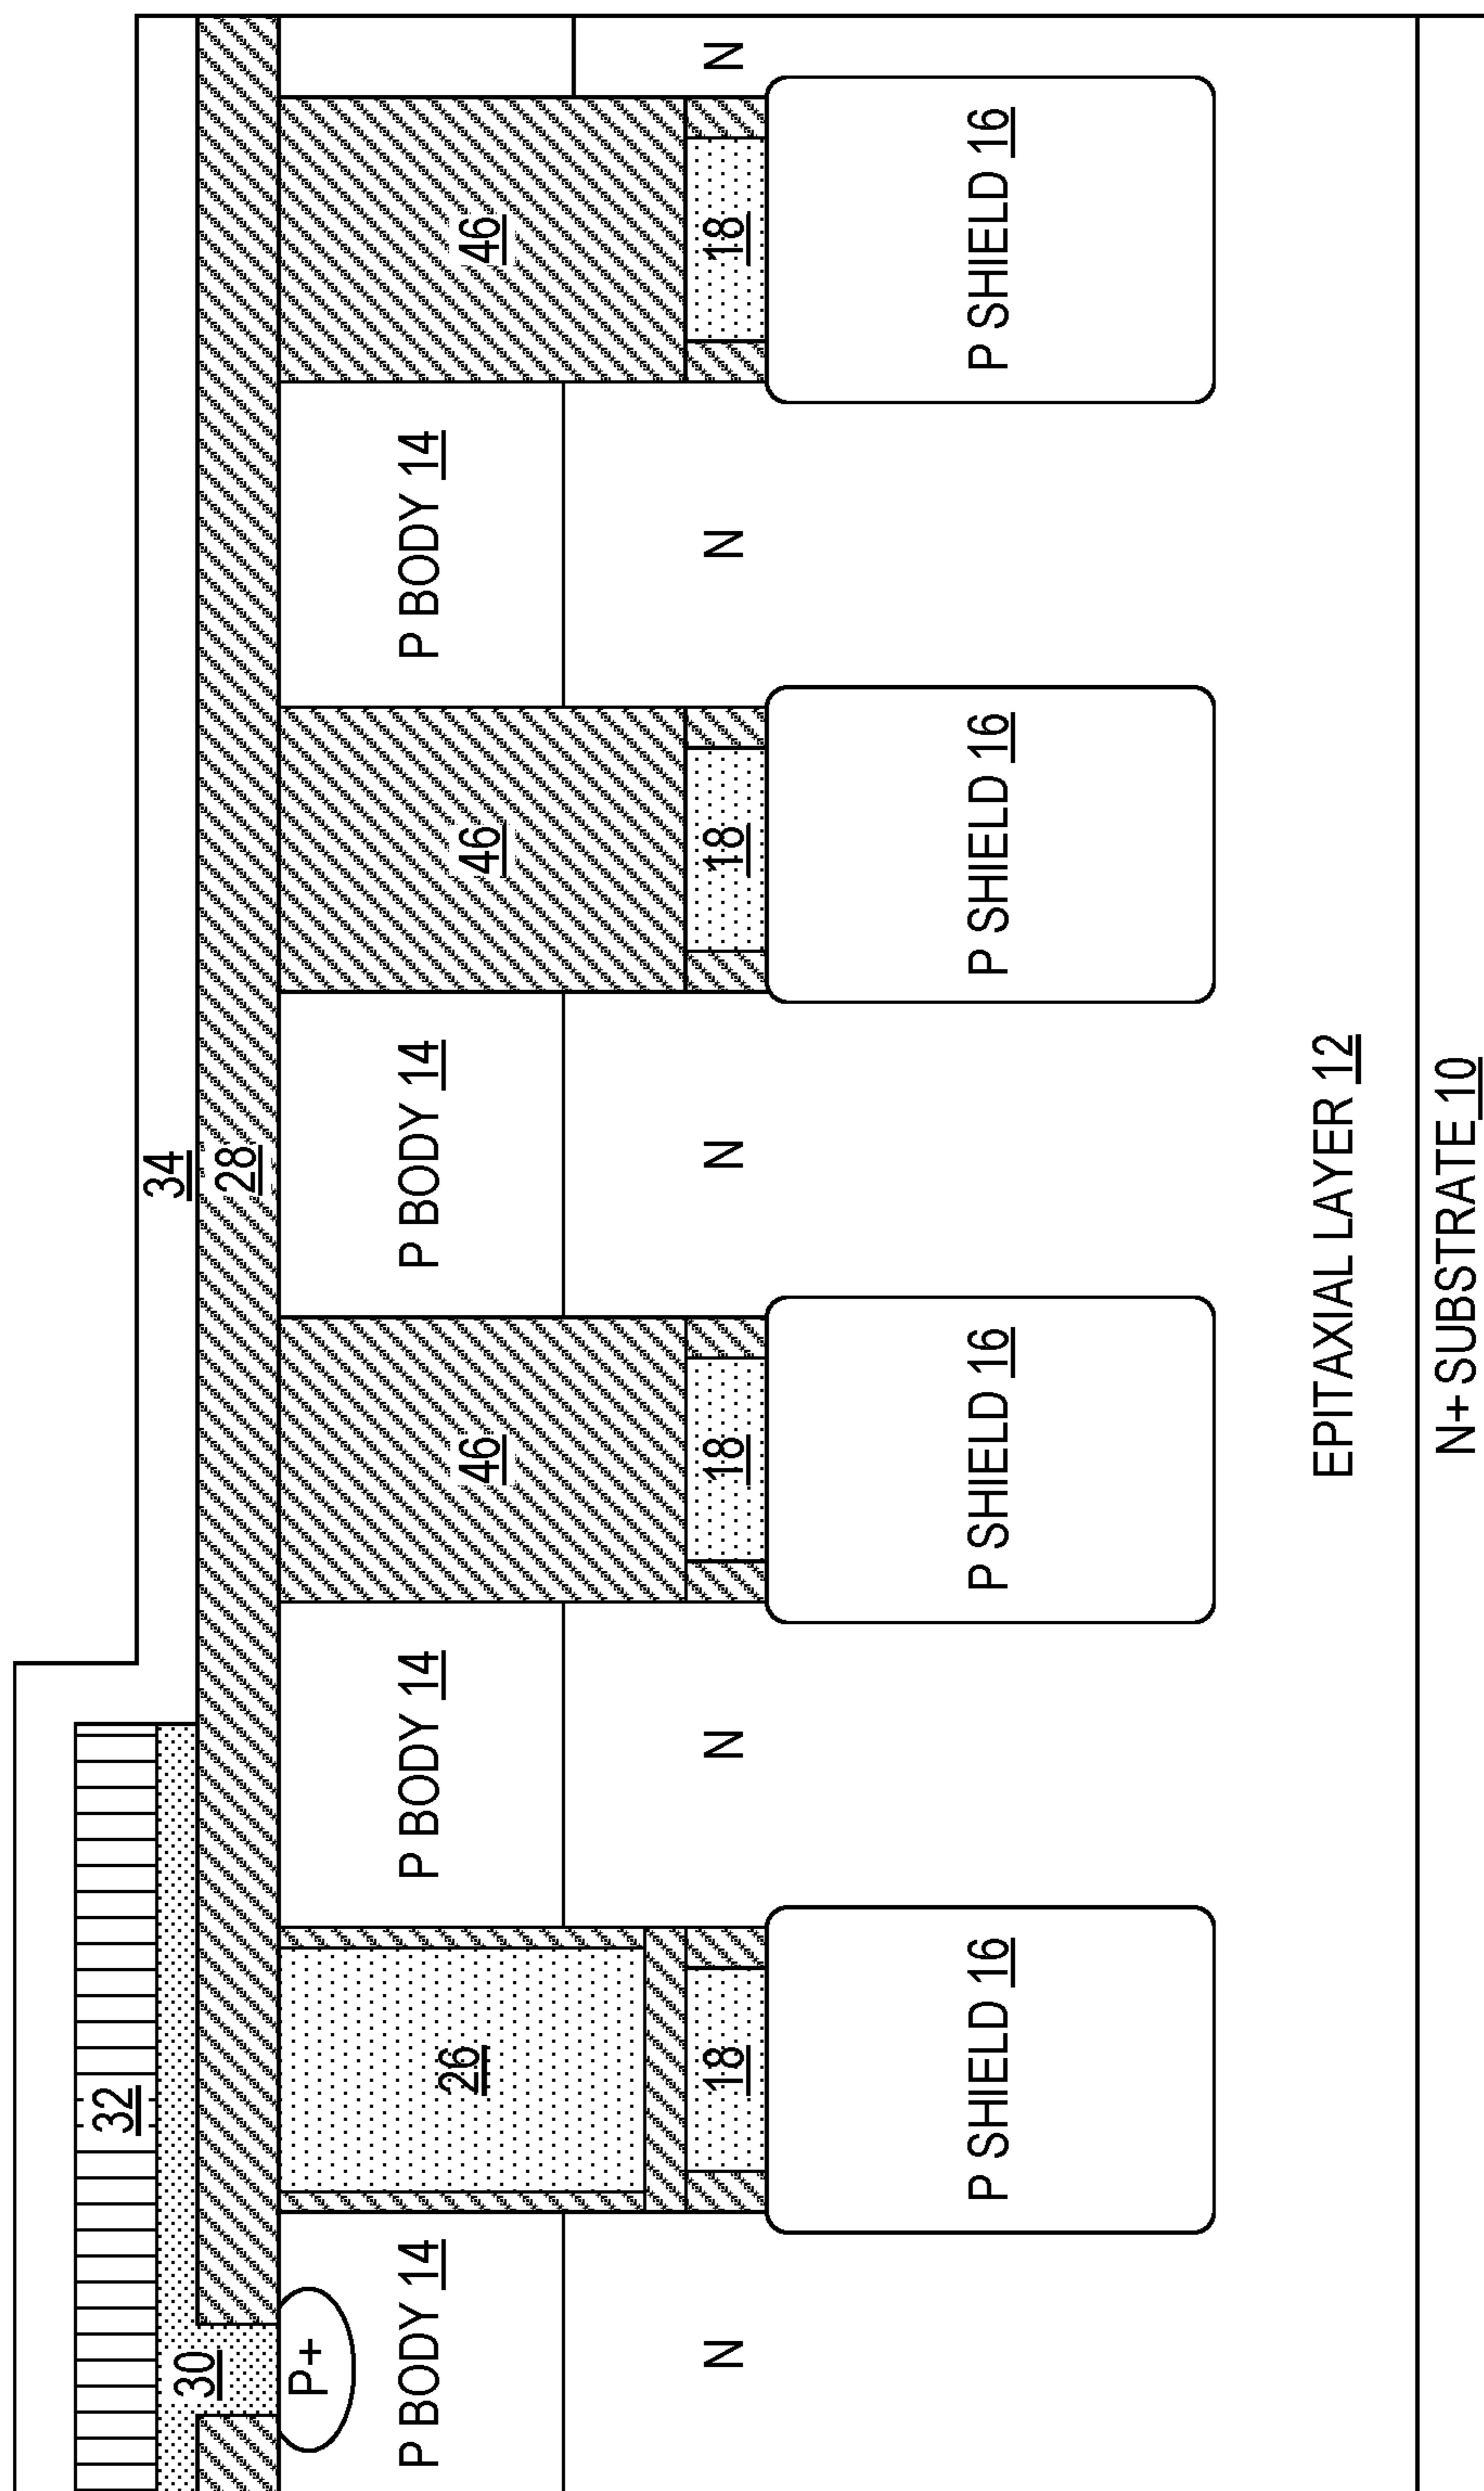 32
34
30
28
P+
P BODY 14
P BODY 14
P BODY 14
P BODY 14
26
46
46
46
N
18
N
18
N
18
N
18
N
P SHIELD 16
P SHIELD 16
P SHIELD 16
P SHIELD 16
EPITAXIAL LAYER 12
N+ SUBSTRATE 10